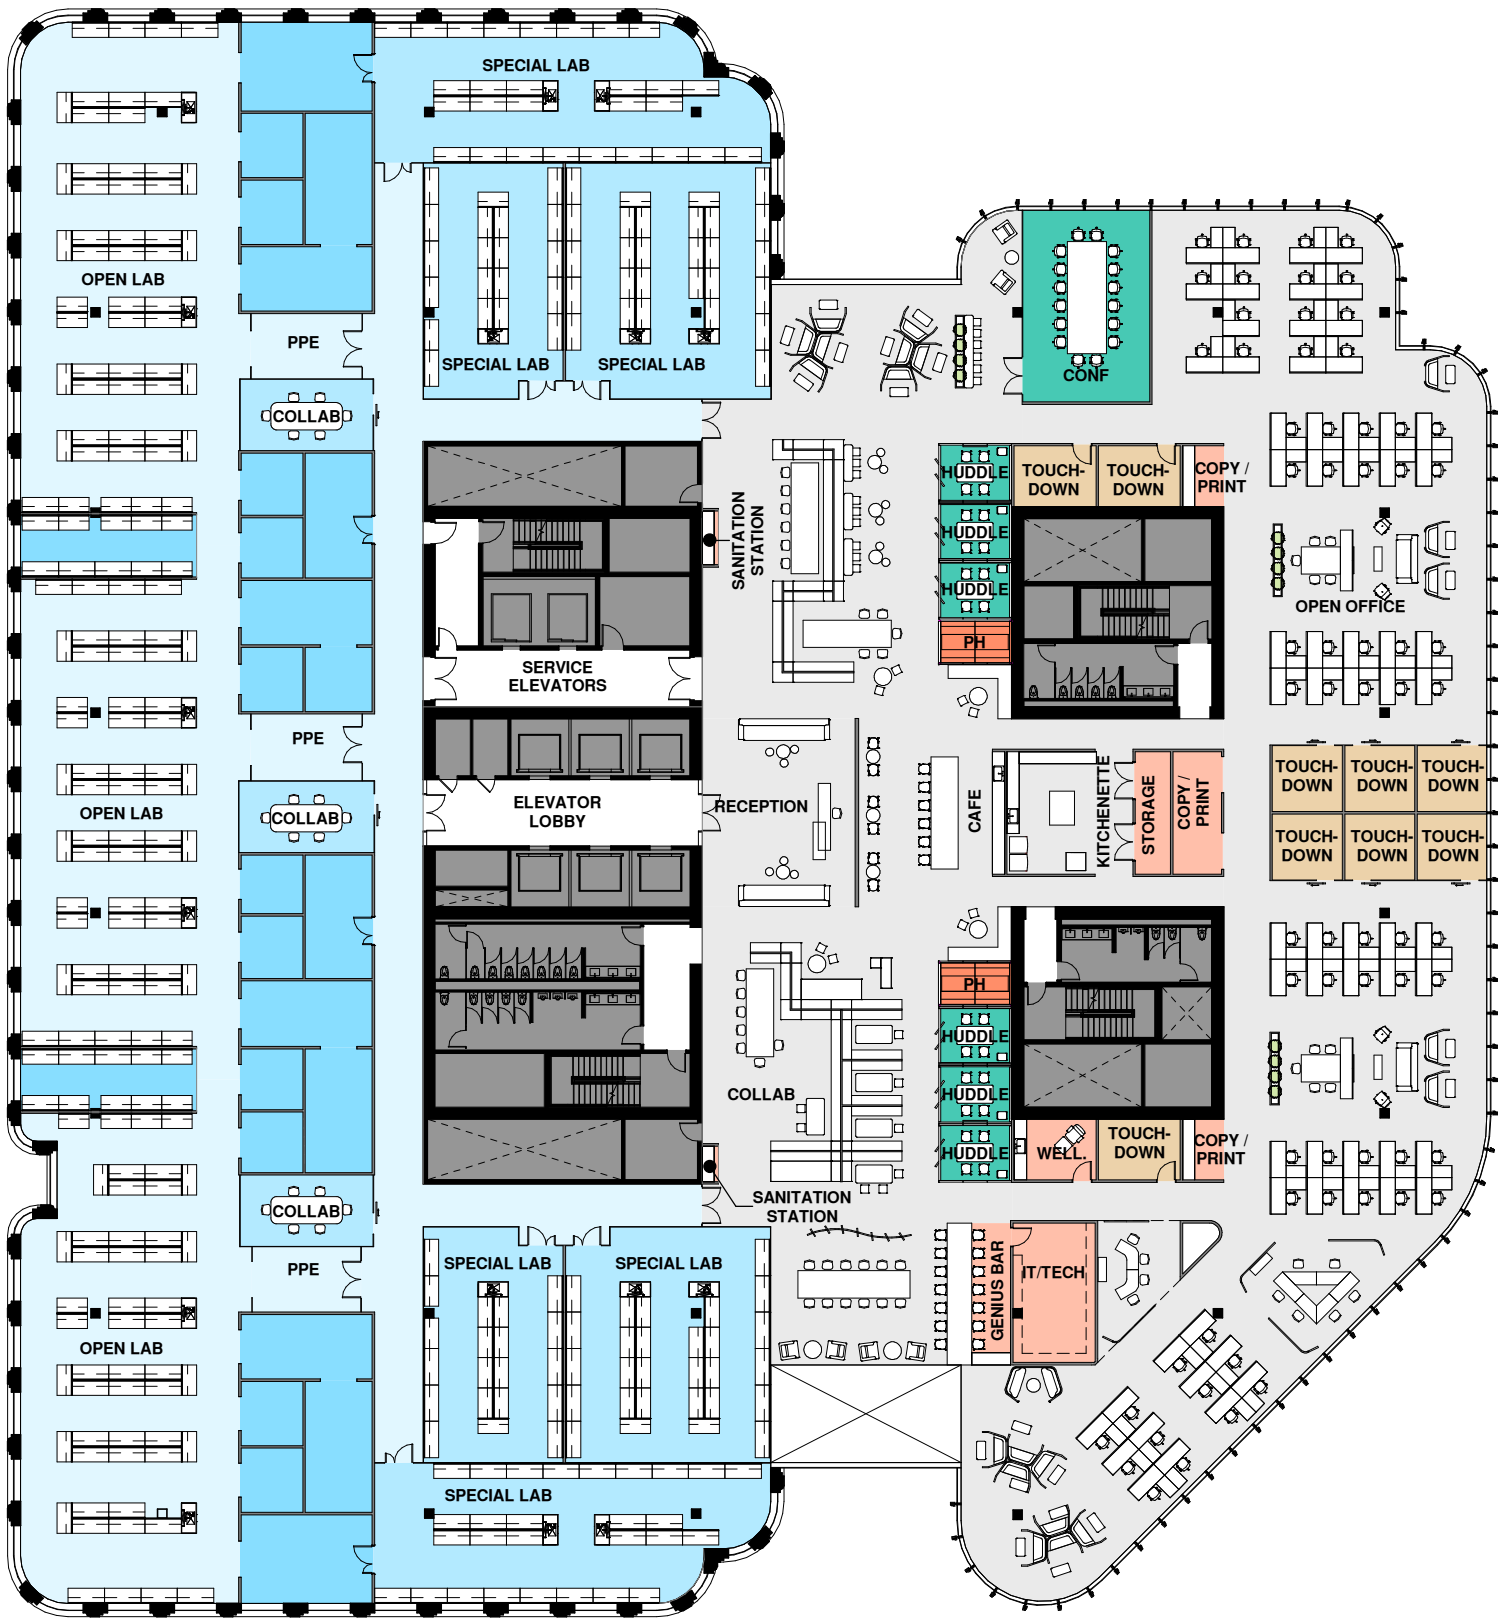 SPECIAL LAB
OPEN LAB
PPE
SPECIAL LAB
SPECIAL LAB
CONF
COLLAB
HUDDLE
TOUCH-
DOWN
TOUCH-
DOWN
COPY /
PRINT
SANITATION
STATION
HUDDLE
HUDDLE
OPEN OFFICE
PH
SERVICE
ELEVATORS
PPE
ELEVATOR
LOBBY
RECEPTION
CAFE
KITCHENETTE
STORAGE
COPY /
PRINT
TOUCH-
DOWN
TOUCH-
DOWN
TOUCH-
DOWN
OPEN LAB
COLLAB
TOUCH-
DOWN
TOUCH-
DOWN
TOUCH-
DOWN
PH
HUDDLE
COLLAB
HUDDLE
HUDDLE
WELL.
TOUCH-
DOWN
COPY /
PRINT
COLLAB
SANITATION
STATION
PPE
SPECIAL LAB
SPECIAL LAB
GENIUS BAR
IT/TECH
OPEN LAB
SPECIAL LAB